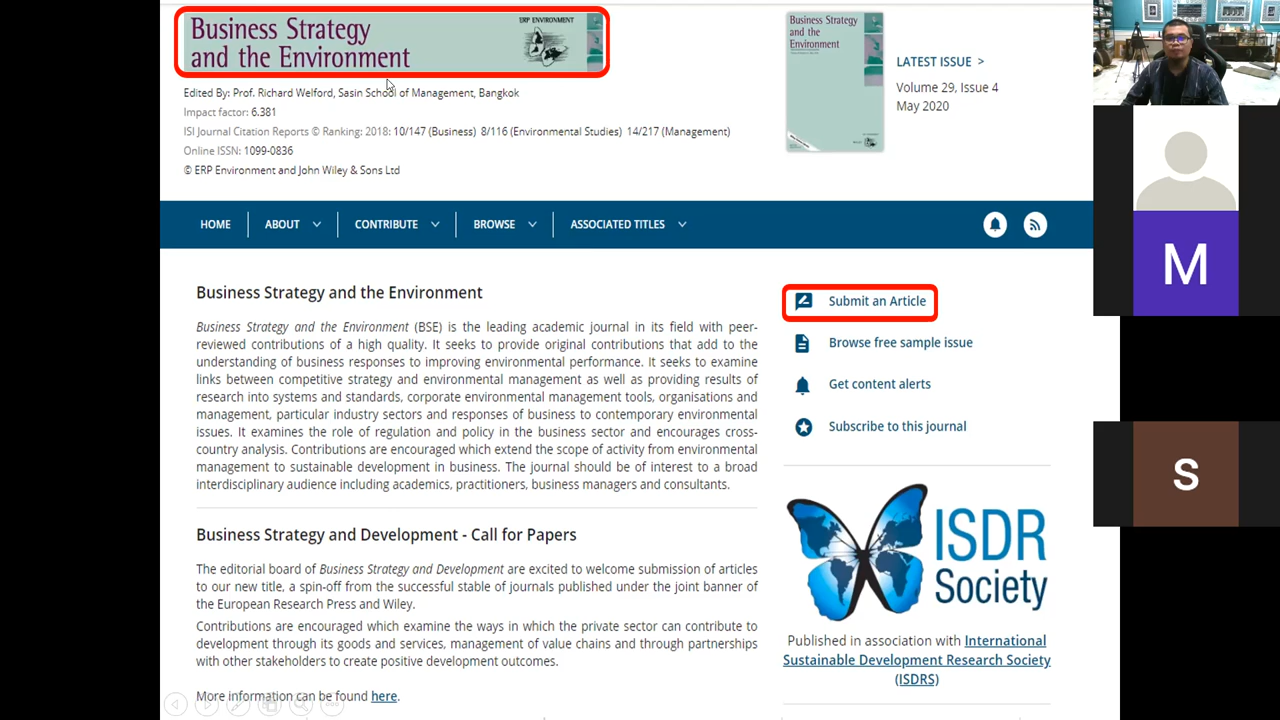 Business Strategy
and the Environment
ERP ENVIRONMENT
Edited By: Prof. Richard Welford, Sasin School of Management, Bangkok
Impact factor: 6.381
ISI Journal Citation Reports © Ranking: 2018: 10/147 (Business) 8/116 (Environmental Studies) 14/217 (Management)
Online ISSN: 1099-0836
© ERP Environment and John Wiley & Sons Ltd
Business Strategy
and the
Environment
LATEST ISSUE >
Volume 29, Issue 4
May 2020
HOME
ABOUT
CONTRIBUTE
BROWSE
ASSOCIATED TITLES
Business Strategy and the Environment
Business Strategy and the Environment (BSE) is the leading academic journal in its field with peer-
reviewed contributions of a high quality. It seeks to provide original contributions that add to the
understanding of business responses to improving environmental performance. It seeks to examine
links between competitive strategy and environmental management as well as providing results of
research into systems and standards, corporate environmental management tools, organisations and
management, particular industry sectors and responses of business to contemporary environmental
issues. It examines the role of regulation and policy in the business sector and encourages cross-
country analysis. Contributions are encouraged which extend the scope of activity from environmental
management to sustainable development in business. The journal should be of interest to a broad
interdisciplinary audience including academics, practitioners, business managers and consultants.
Business Strategy and Development - Call for Papers
The editorial board of Business Strategy and Development are excited to welcome submission of articles
to our new title, a spin-off from the successful stable of journals published under the joint banner of
the European Research Press and Wiley.
Contributions are encouraged which examine the ways in which the private sector can contribute to
development through its goods and services, management of value chains and through partnerships
with other stakeholders to create positive development outcomes.
More information can be found here.
Submit an Article
Browse free sample issue
Get content alerts
Subscribe to this journal
ISDR
Society
Published in association with International
Sustainable Development Research Society
(ISDRS)
M
S